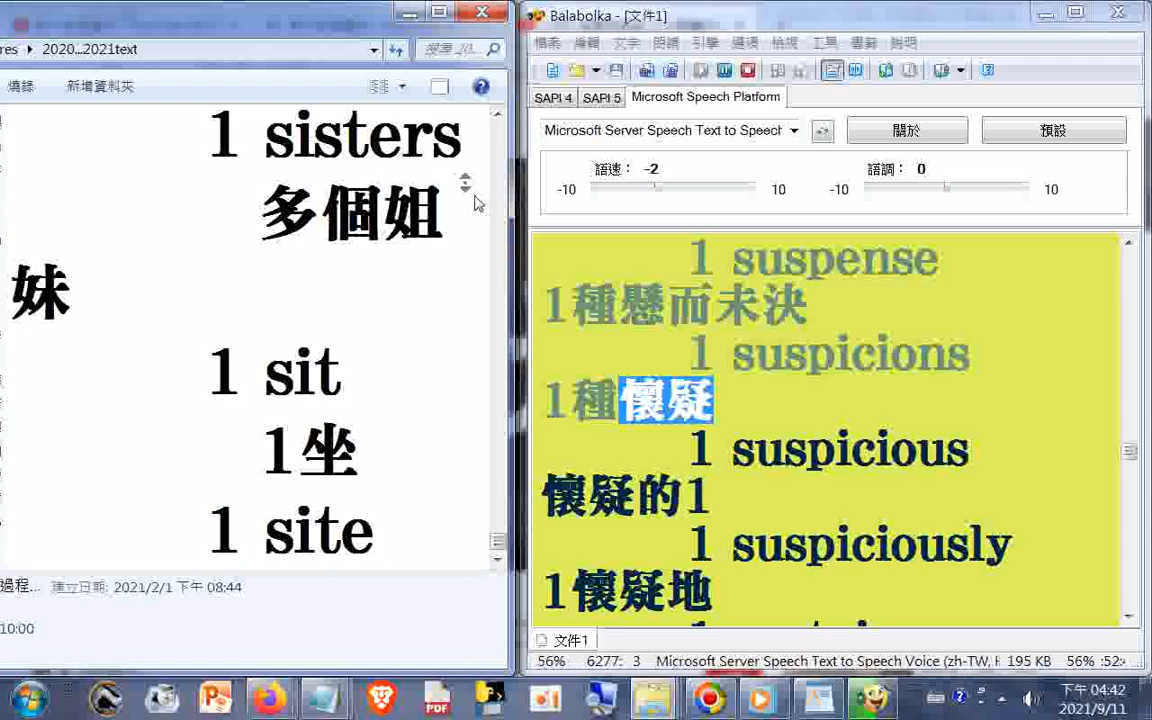 res ▸ 2020...2021text
燒錄 新增資料夾
1 sisters
多個姐
妹
1 sit
1坐
1 site
過程... 建立日期: 2021/2/1 下午 08:44
10:00
Balabolka - [文件1]
檔案 編輯 文字 朗讀 引擎 選項 檢視 工具 書籤 說明
SAPI 4 SAPI 5 Microsoft Speech Platform
Microsoft Server Speech Text to Speech 關於 預設
語速: -2 語調: 0
-10 10 -10 10
1 suspense
1種懸而未決
1 suspicions
1種懷疑
1 suspicious
懷疑的1
1 suspiciously
1懷疑地
文件1
56% 6277: 3 Microsoft Server Speech Text to Speech Voice (zh-TW, H 195 KB 56% :52:
PDF
下午 04:42
2021/9/11